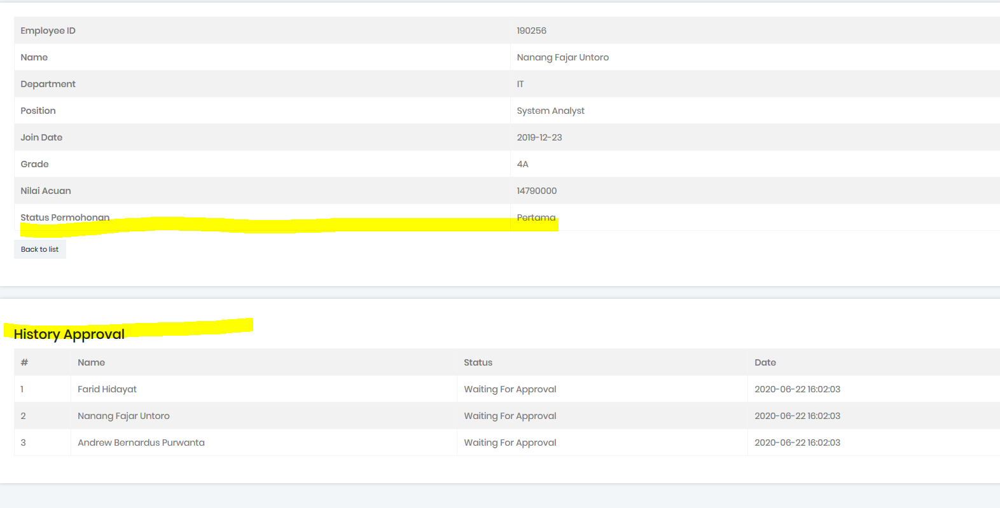 Employee ID 190256
Name Nanang Fajar Untoro
Department IT
Position System Analyst
Join Date 2019-12-23
Grade 4A
Nilai Acuan 14790000
Status Permohonan Pertama
Back to list
History Approval
# Name Status Date
1 Farid Hidayat Waiting For Approval 2020-06-22 16:02:03
2 Nanang Fajar Untoro Waiting For Approval 2020-06-22 16:02:03
3 Andrew Bernardus Purwanta Waiting For Approval 2020-06-22 16:02:03